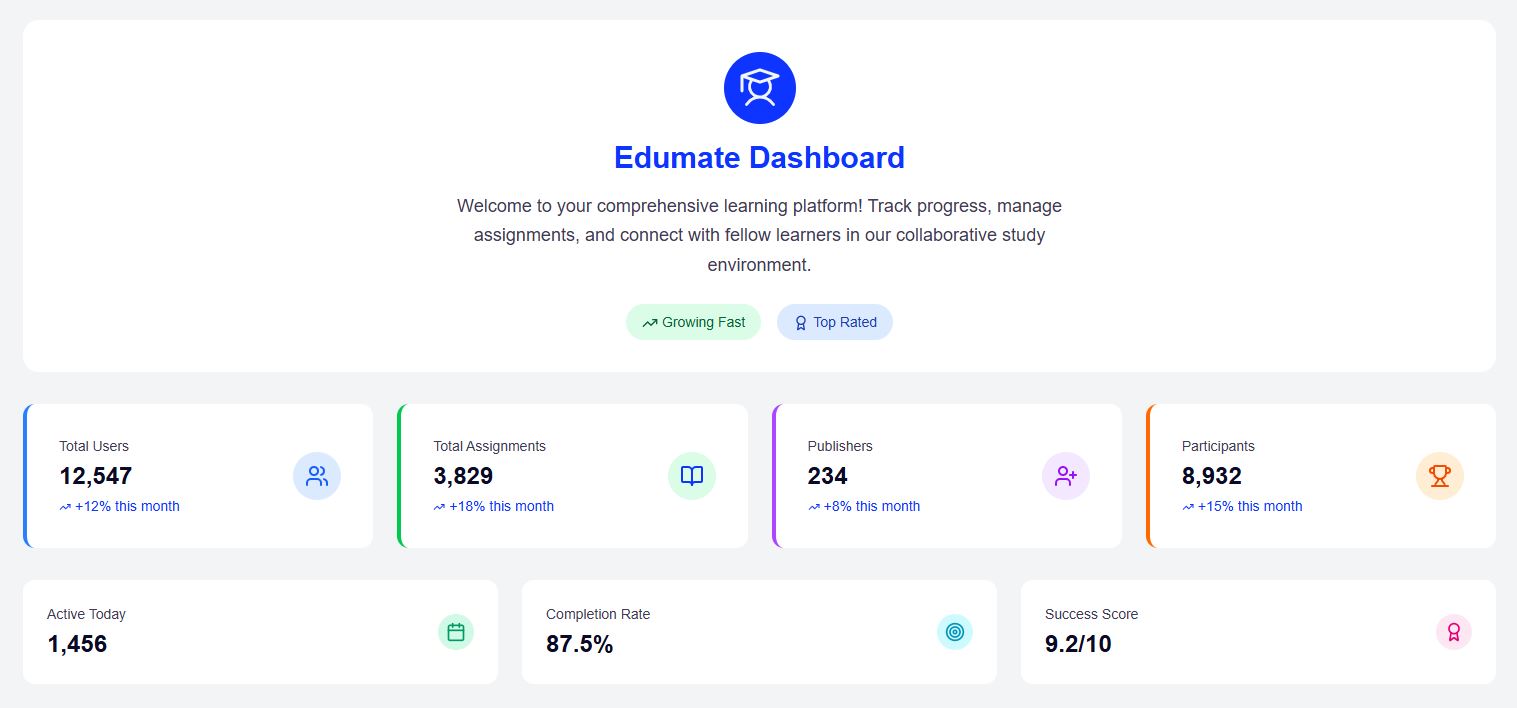 Edumate Dashboard
Welcome to your comprehensive learning platform! Track progress, manage
assignments, and connect with fellow learners in our collaborative study
environment.
Growing Fast
Top Rated
Total Users
12,547
+12% this month
Total Assignments
3,829
+18% this month
Publishers
234
+8% this month
Participants
8,932
+15% this month
Active Today
1,456
Completion Rate
87.5%
Success Score
9.2/10